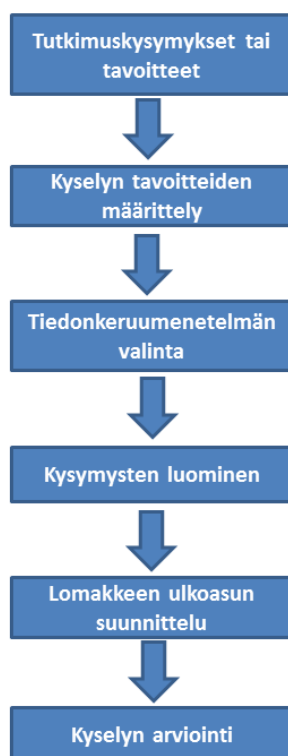 Tutkimuskysymykset tai
tavoitteet
Kyselyn tavoitteiden
määrittely
Tiedonkeruumenetelmän
valinta
Kysymysten luominen
Lomakkeen ulkoasun
suunnittelu
Kyselyn arviointi